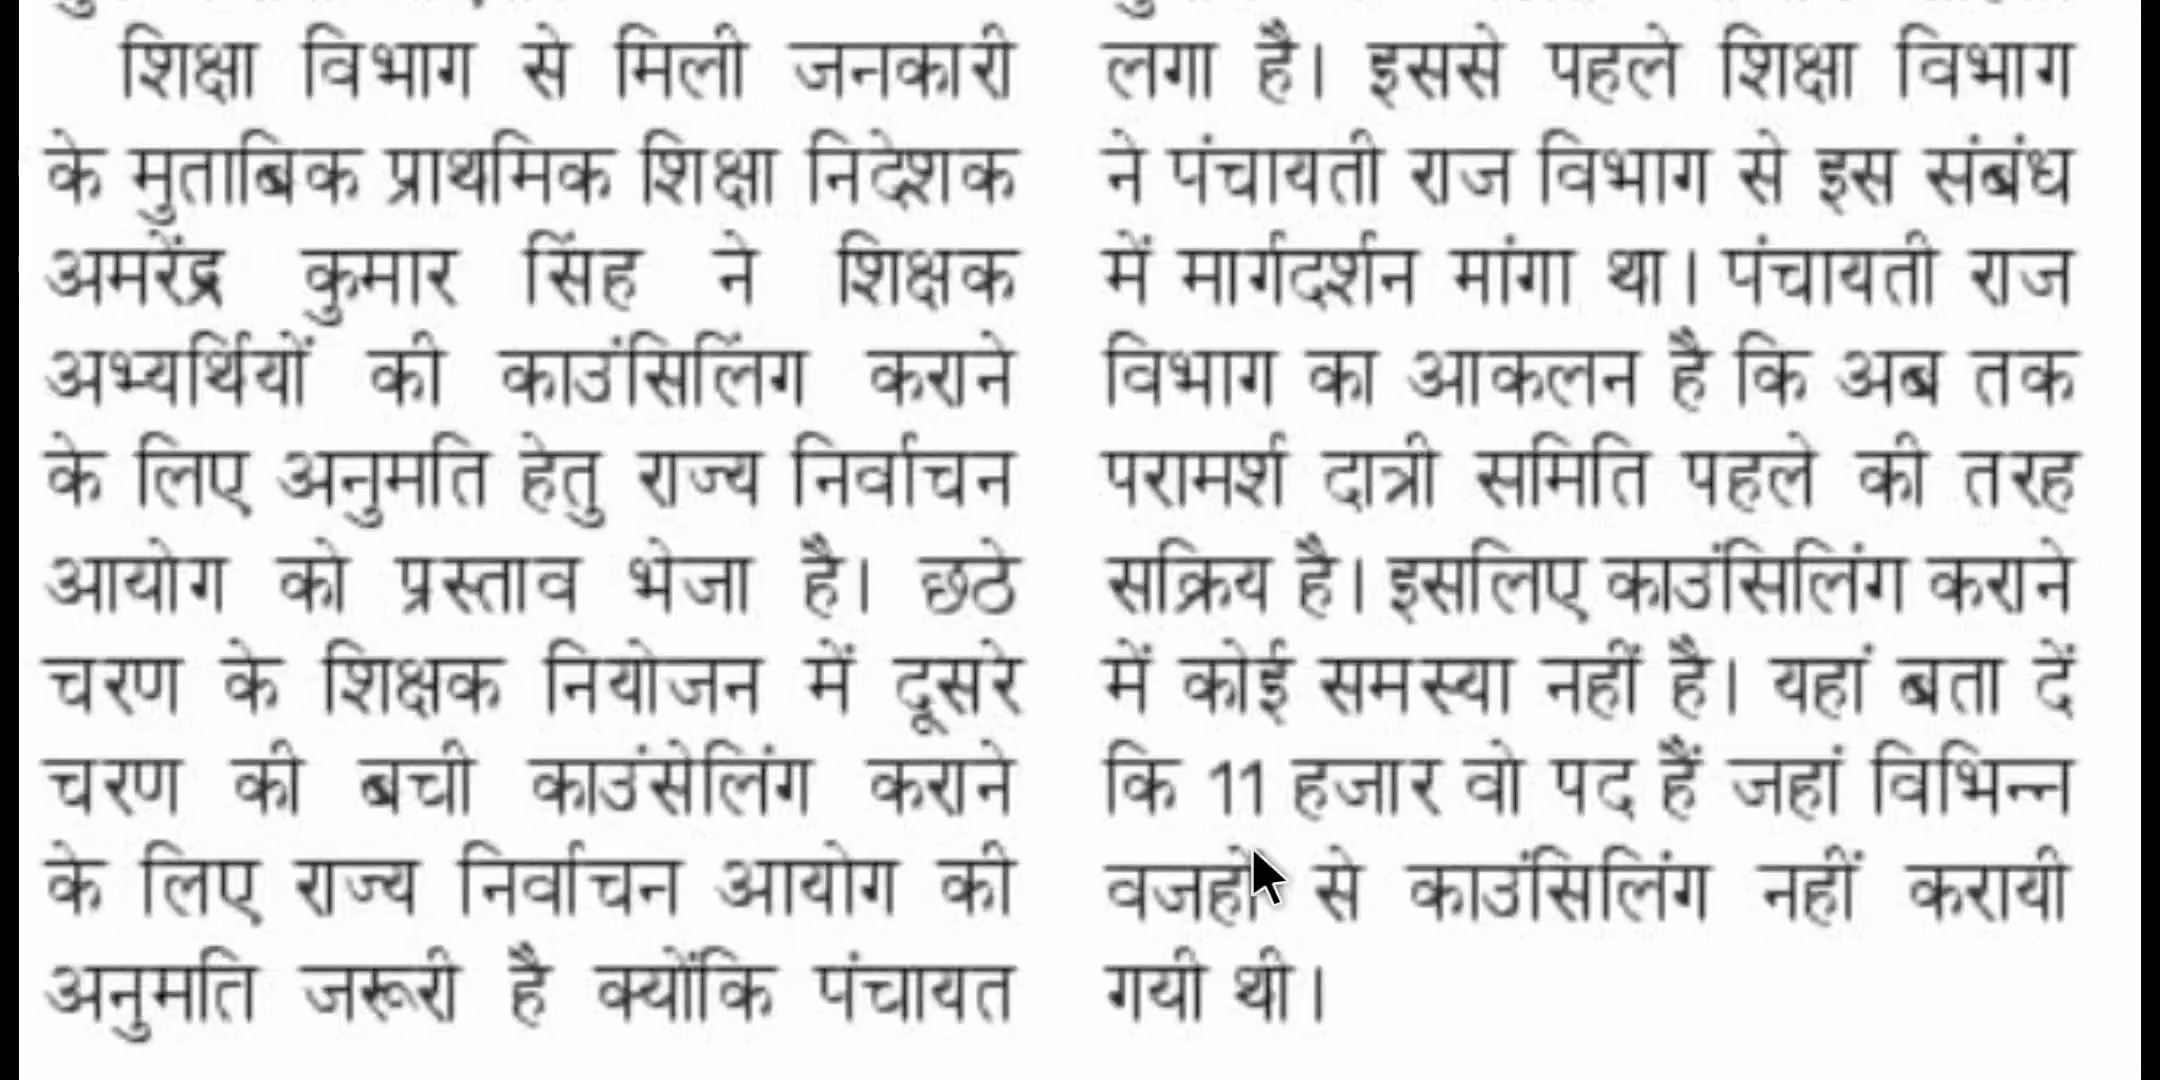 शिक्षा विभाग से मिली जनकारी
के मुताबिक प्राथमिक शिक्षा निदेशक
अमरेंद्र कुमार सिंह ने शिक्षक
अभ्यर्थियों की काउंसिलिंग कराने
के लिए अनुमति हेतु राज्य निर्वाचन
आयोग को प्रस्ताव भेजा है। छठे
चरण के शिक्षक नियोजन में दूसरे
चरण की बची काउंसेलिंग कराने
के लिए राज्य निर्वाचन आयोग की
अनुमति जरूरी है क्योंकि पंचायत
लगा है। इससे पहले शिक्षा विभाग
ने पंचायती राज विभाग से इस संबंध
में मार्गदर्शन मांगा था। पंचायती राज
विभाग का आकलन है कि अब तक
परामर्श दात्री समिति पहले की तरह
सक्रिय है। इसलिए काउंसिलिंग कराने
में कोई समस्या नहीं है। यहां बता दें
कि 11 हजार वो पद हैं जहां विभिन्न
वजहों से काउंसिलिंग नहीं करायी
गयी थी।